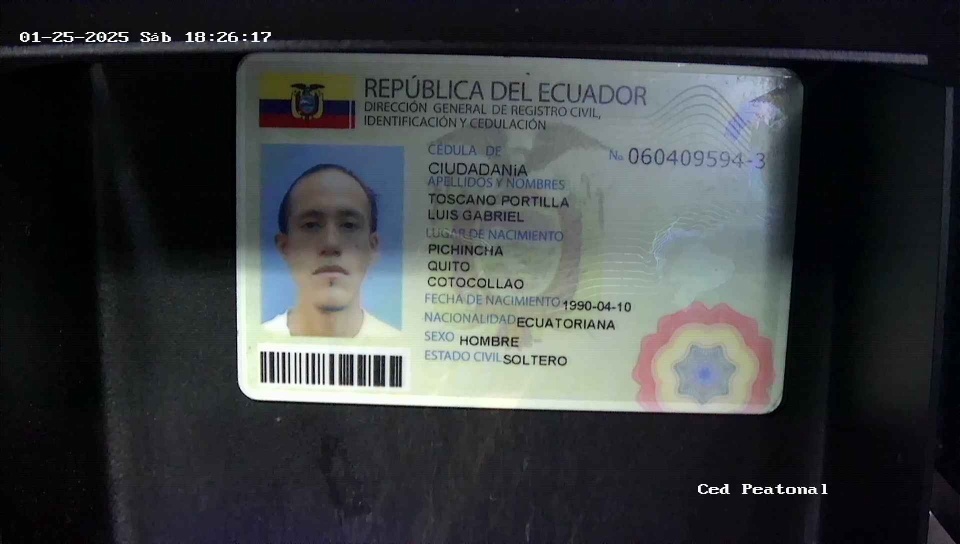 01-25-2025 Sáb 18:26:17
REPÚBLICA DEL ECUADOR
DIRECCIÓN GENERAL DE REGISTRO CIVIL,
IDENTIFICACIÓN Y CEDULACIÓN
CÉDULA DE
No. 060409594-3
CIUDADANíA
APELLIDOS Y NOMBRES
TOSCANO PORTILLA
LUIS GABRIEL
LUGAR DE NACIMIENTO
PICHINCHA
QUITO
COTOCOLLAO
FECHA DE NACIMIENTO 1990-04-10
NACIONALIDAD ECUATORIANA
SEXO HOMBRE
ESTADO CIVIL SOLTERO
Ced Peatonal